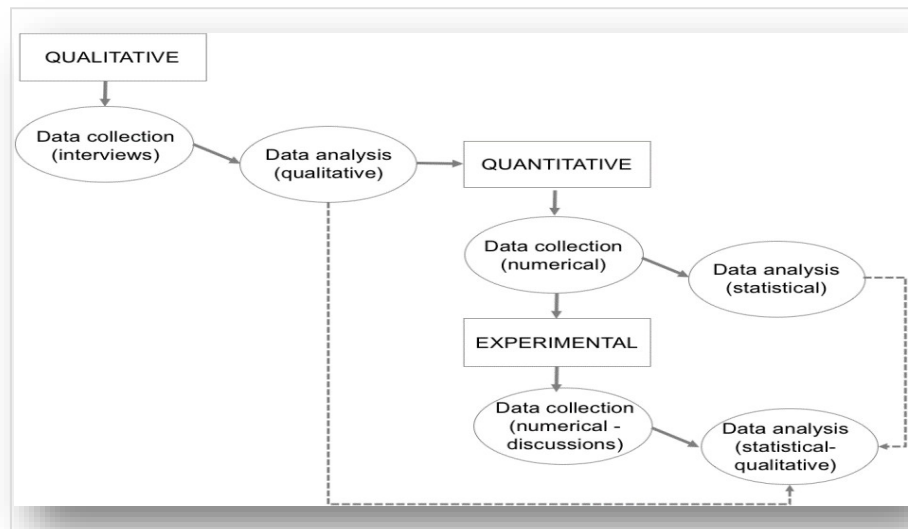 QUALITATIVE
Data collection
(interviews)
Data analysis
(qualitative)
QUANTITATIVE
Data collection
(numerical)
Data analysis
(statistical)
EXPERIMENTAL
Data collection
(numerical -
discussions)
Data analysis
(statistical-
qualitative)